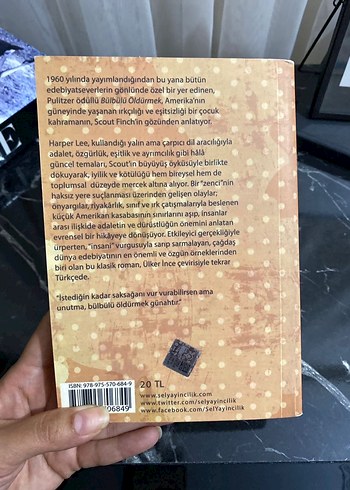 1960 yılında yayımlandığından bu yana bütün
edebiyatseverlerin gönlünde özel bir yer edinen,
Pulitzer ödüllü Bülbülü Öldürmek, Amerika'nın
güneyinde yaşanan ırkçılığı ve eşitsizliği bir çocuk
kahramanın, Scout Finch'in gözünden anlatıyor.
Harper Lee, kullandığı yalın ama çarpıcı dil aracılığıyla
adalet, özgürlük, eşitlik ve ayrımcılık gibi hâlâ
güncel temaları, Scout'ın büyüyüş öyküsüyle birlikte
dokuyarak, iyilik ve kötülüğü hem bireysel hem de
toplumsal düzeyde mercek altına alıyor. Bir "zenci"nin
haksız yere suçlanması üzerinden gelişen olaylar;
önyargılar, riyakârlık, sınıf ve ırk çatışmalarıyla beslenen
küçük Amerikan kasabasının sınırlarını aşıp, insanlar
arası ilişkide adaletin ve dürüstlüğün önemini anlatan
evrensel bir hikâyeye dönüşüyor. Etkileyici gerçekliğiyle
ürperten, "insani" vurgusuyla sarıp sarmalayan, çağdaş
dünya edebiyatının en önemli ve özgün örneklerinden
biri olan bu klasik roman, Ülker İnce çevirisiyle tekrar
Türkçede.
"İstediğin kadar saksağanı vur vurabilirsen ama
unutma, bülbülü öldürmek günahtır."
ISBN: 978-975-570-684-9
20 TL
www.selyayincilik.com
www.twitter.com/selyayincilik
www.facebook.com/SelYayincilik
06849